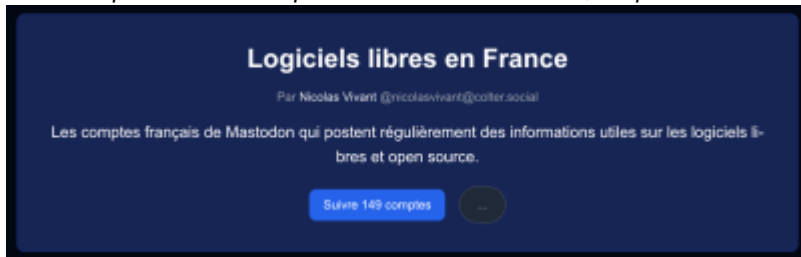 Logiciels libres en France
Par Nicolas Vivant @nicolasvivant@colter.social
Les comptes français de Mastodon qui postent régulièrement des informations utiles sur les logiciels li-
bres et open source.
Suivre 149 comptes
...